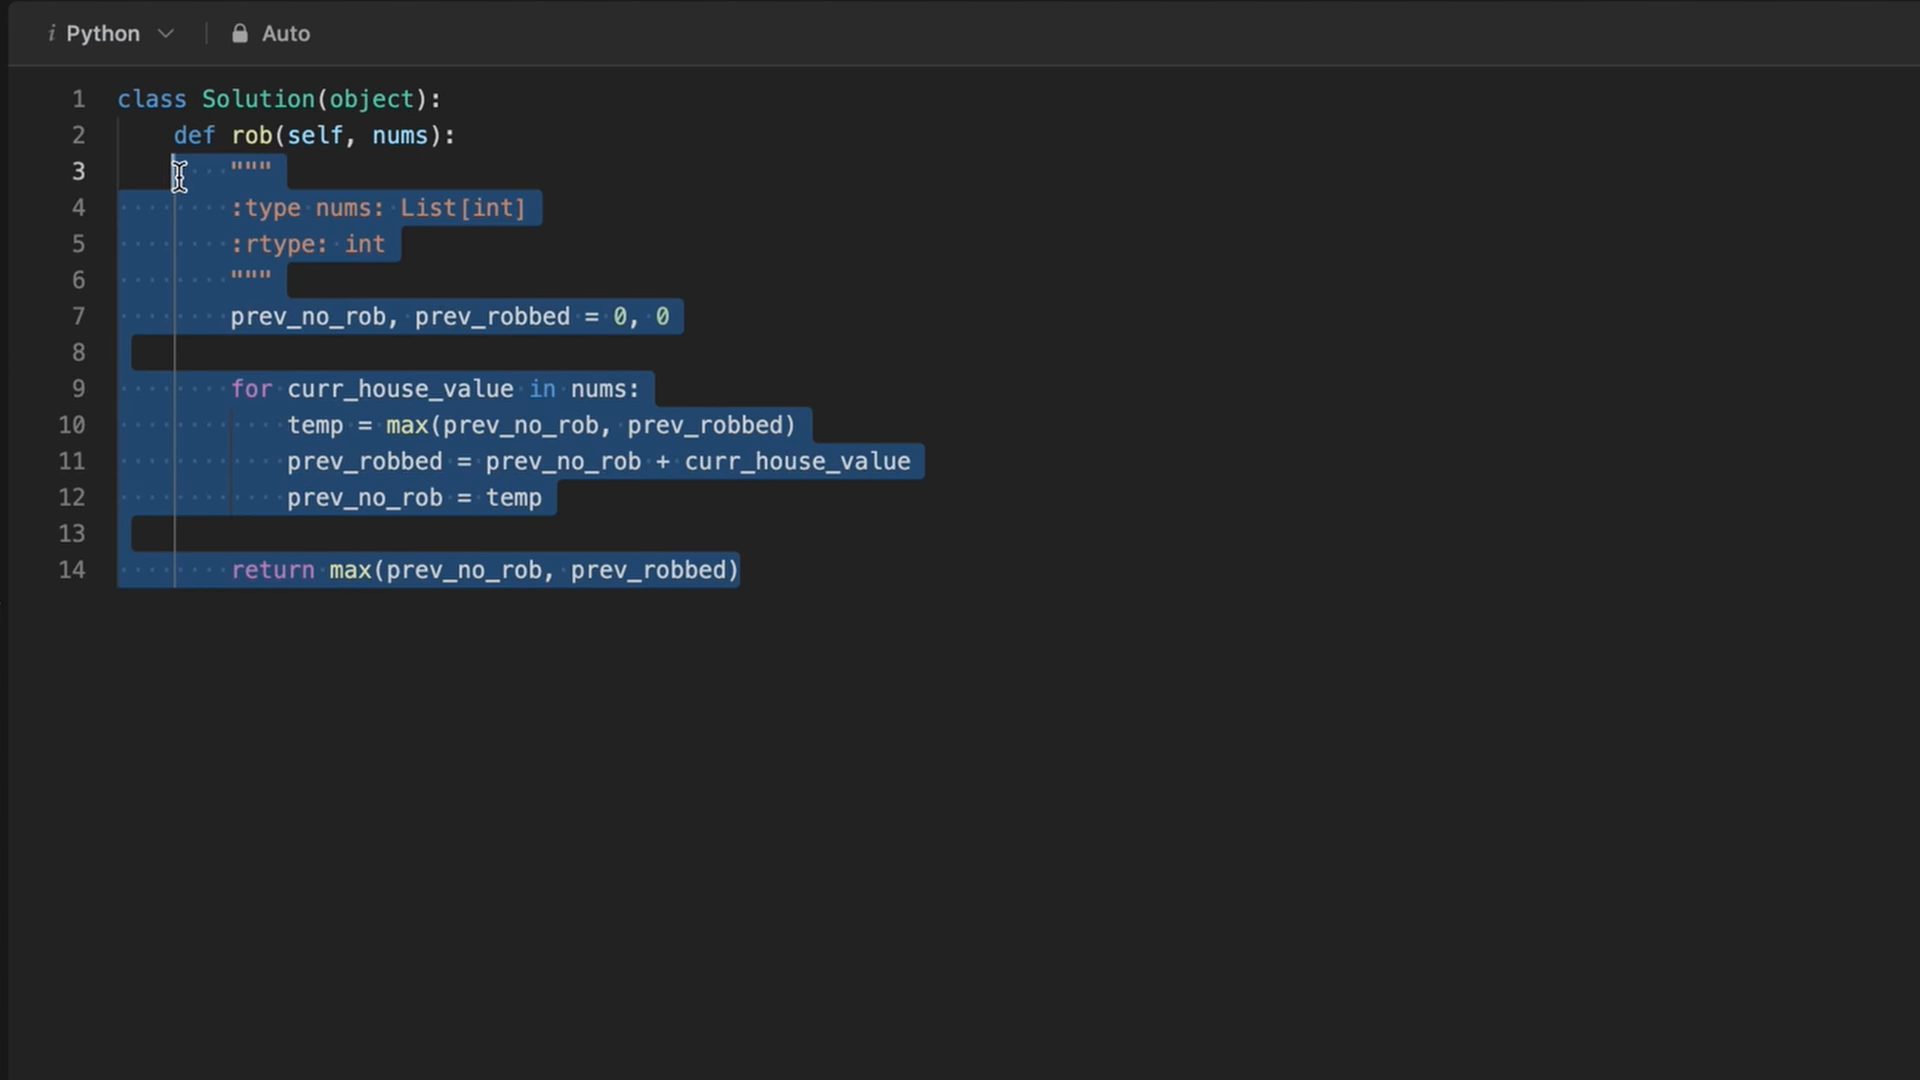 i Python Auto
1 class Solution(object):
2     def rob(self, nums):
3         """
4         :type nums: List[int]
5         :rtype: int
6         """
7         prev_no_rob, prev_robbed = 0, 0
8
9         for curr_house_value in nums:
10             temp = max(prev_no_rob, prev_robbed)
11             prev_robbed = prev_no_rob + curr_house_value
12             prev_no_rob = temp
13
14         return max(prev_no_rob, prev_robbed)